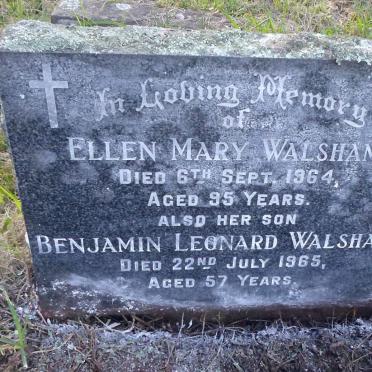 In Loving Memory
of
ELLEN MARY WALSHAM
DIED 6TH SEPT. 1964,
AGED 95 YEARS.
ALSO HER SON
BENJAMIN LEONARD WALSHA
DIED 22ND JULY 1965,
AGED 57 YEARS.